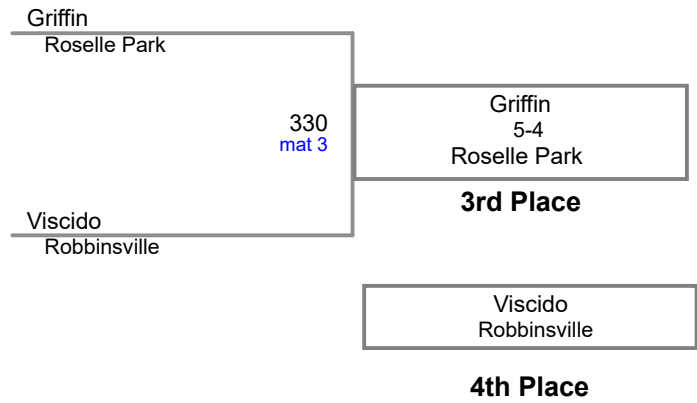 Griffin
Roselle Park
330
mat 3
Griffin
5-4
Roselle Park
3rd Place
Viscido
Robbinsville
Viscido
Robbinsville
4th Place